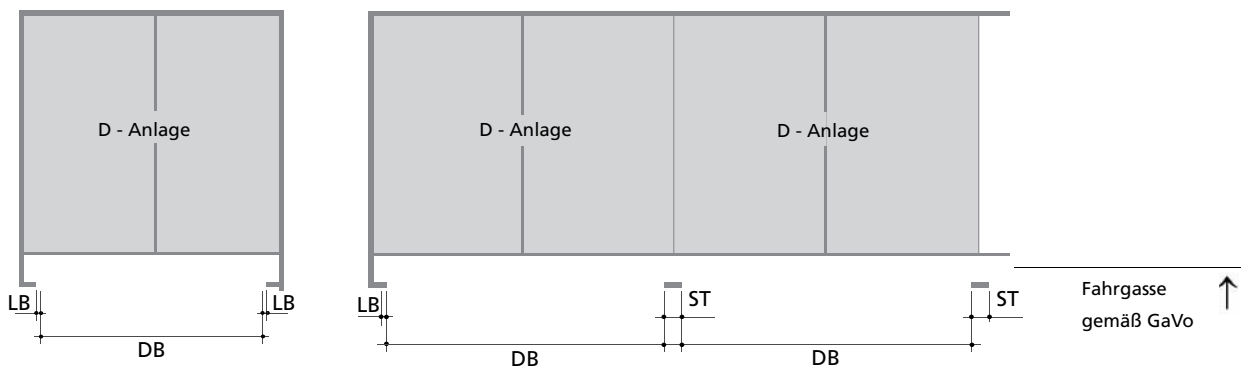 D - Anlage
LB
LB
DB
D - Anlage
D - Anlage
LB
ST
ST
DB
DB
Fahrgasse
gemäß GaVo